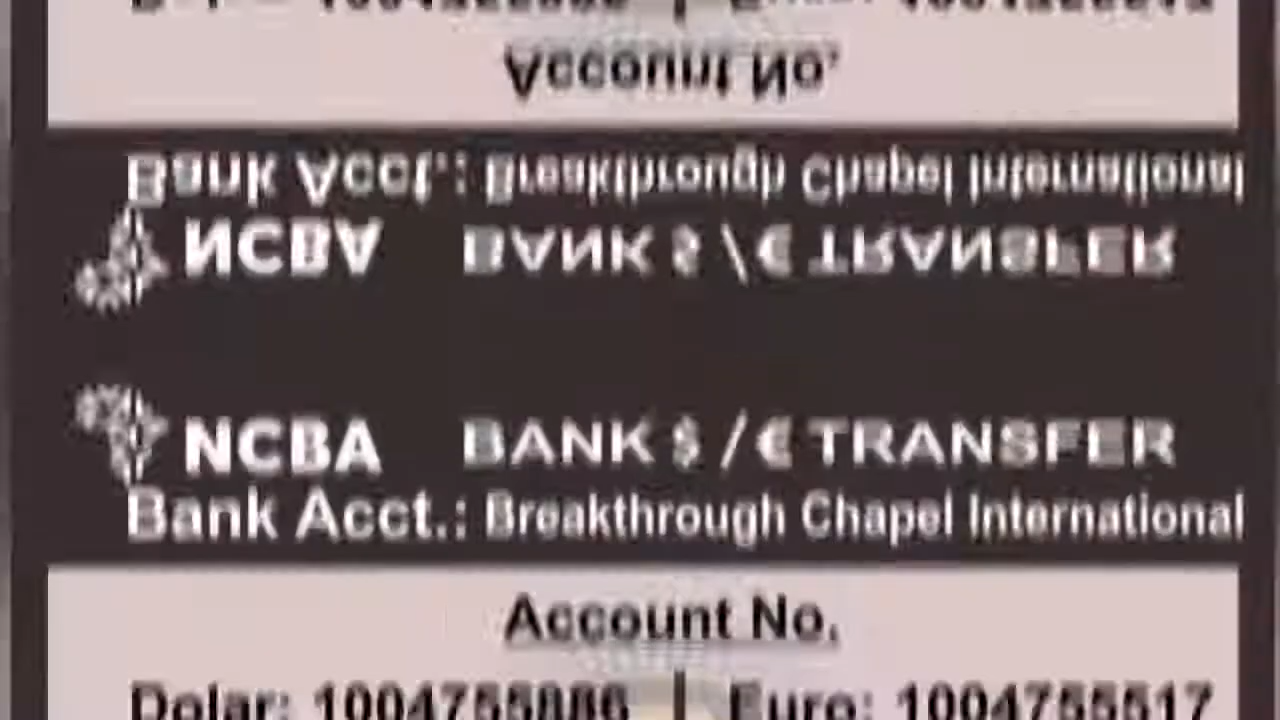 NCBA BANK $ / € TRANSFER
Bank Acct.: Breakthrough Chapel International
Account No.
Dolar: 1004755886 | Euro: 1004755517